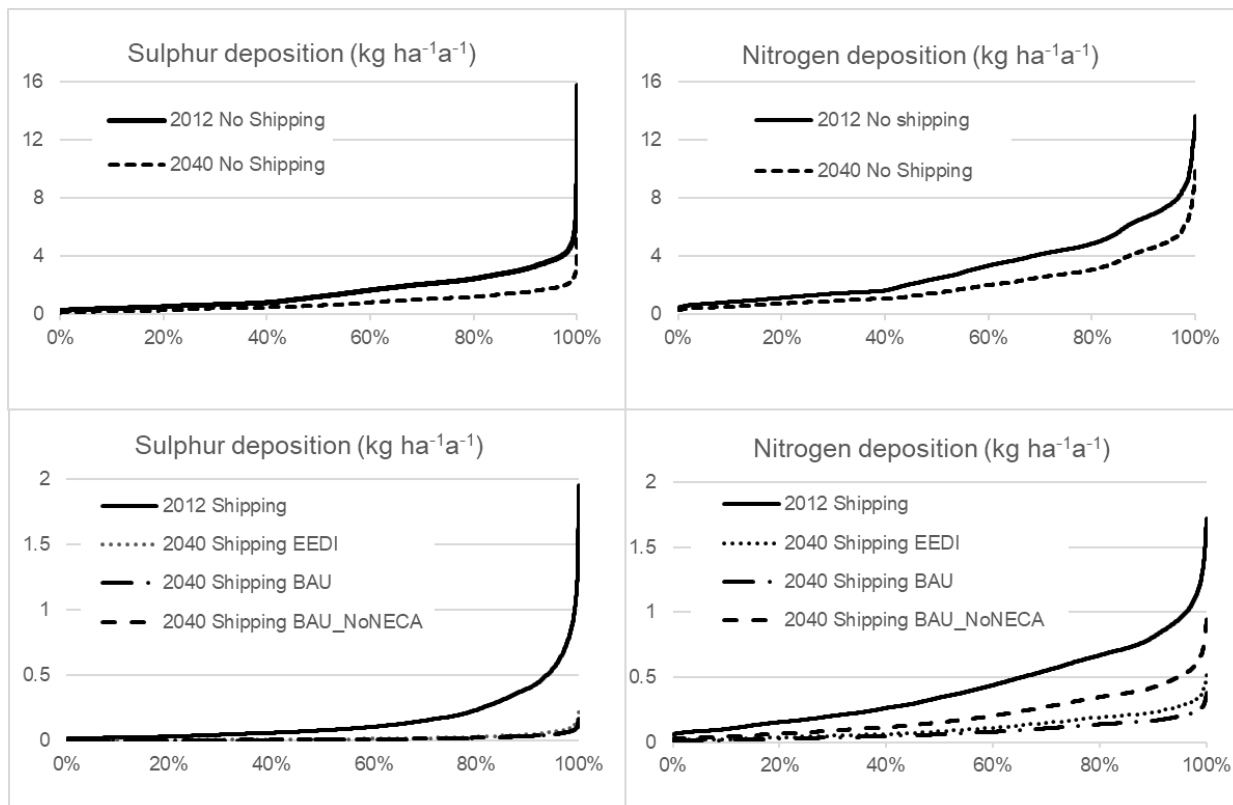 Sulphur deposition (kg ha⁻¹a⁻¹)
16
12
8
4
0
2012 No Shipping
2040 No Shipping
0% 20% 40% 60% 80% 100%
Nitrogen deposition (kg ha⁻¹a⁻¹)
16
12
8
4
0
2012 No shipping
2040 No Shipping
0% 20% 40% 60% 80% 100%
Sulphur deposition (kg ha⁻¹a⁻¹)
2
1.5
1
0.5
0
2012 Shipping
2040 Shipping EEDI
2040 Shipping BAU
2040 Shipping BAU_NoNECA
0% 20% 40% 60% 80% 100%
Nitrogen deposition (kg ha⁻¹a⁻¹)
2
1.5
1
0.5
0
2012 Shipping
2040 Shipping EEDI
2040 Shipping BAU
2040 Shipping BAU_NoNECA
0% 20% 40% 60% 80% 100%